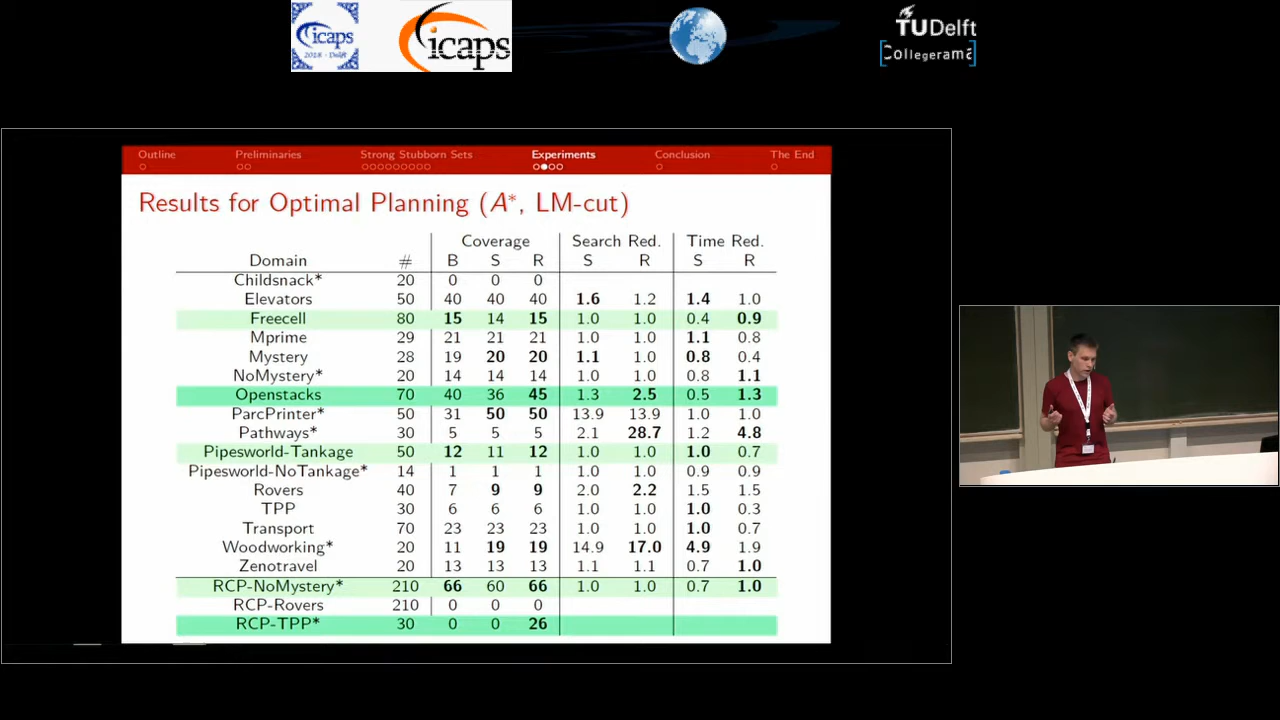 icaps
2018 - Delft
icaps
TUDelft
Collegerama
Outline Preliminaries Strong Stubborn Sets Experiments Conclusion The End
Results for Optimal Planning (A*, LM-cut)
Coverage Search Red. Time Red.
Domain # B S R S R S R
Childsnack* 20 0 0 0
Elevators 50 40 40 40 1.6 1.2 1.4 1.0
Freecell 80 15 14 15 1.0 1.0 0.4 0.9
Mprime 29 21 21 21 1.0 1.0 1.1 0.8
Mystery 28 19 20 20 1.1 1.0 0.8 0.4
NoMystery* 20 14 14 14 1.0 1.0 0.8 1.1
Openstacks 70 40 36 45 1.3 2.5 0.5 1.3
ParcPrinter* 50 31 50 50 13.9 13.9 1.0 1.0
Pathways* 30 5 5 5 2.1 28.7 1.2 4.8
Pipesworld-Tankage 50 12 11 12 1.0 1.0 1.0 0.7
Pipesworld-NoTankage* 14 1 1 1 1.0 1.0 0.9 0.9
Rovers 40 7 9 9 2.0 2.2 1.5 1.5
TPP 30 6 6 6 1.0 1.0 1.0 0.3
Transport 70 23 23 23 1.0 1.0 1.0 0.7
Woodworking* 20 11 19 19 14.9 17.0 4.9 1.9
Zenotravel 20 13 13 13 1.1 1.1 0.7 1.0
RCP-NoMystery* 210 66 60 66 1.0 1.0 0.7 1.0
RCP-Rovers 210 0 0 0
RCP-TPP* 30 0 0 26